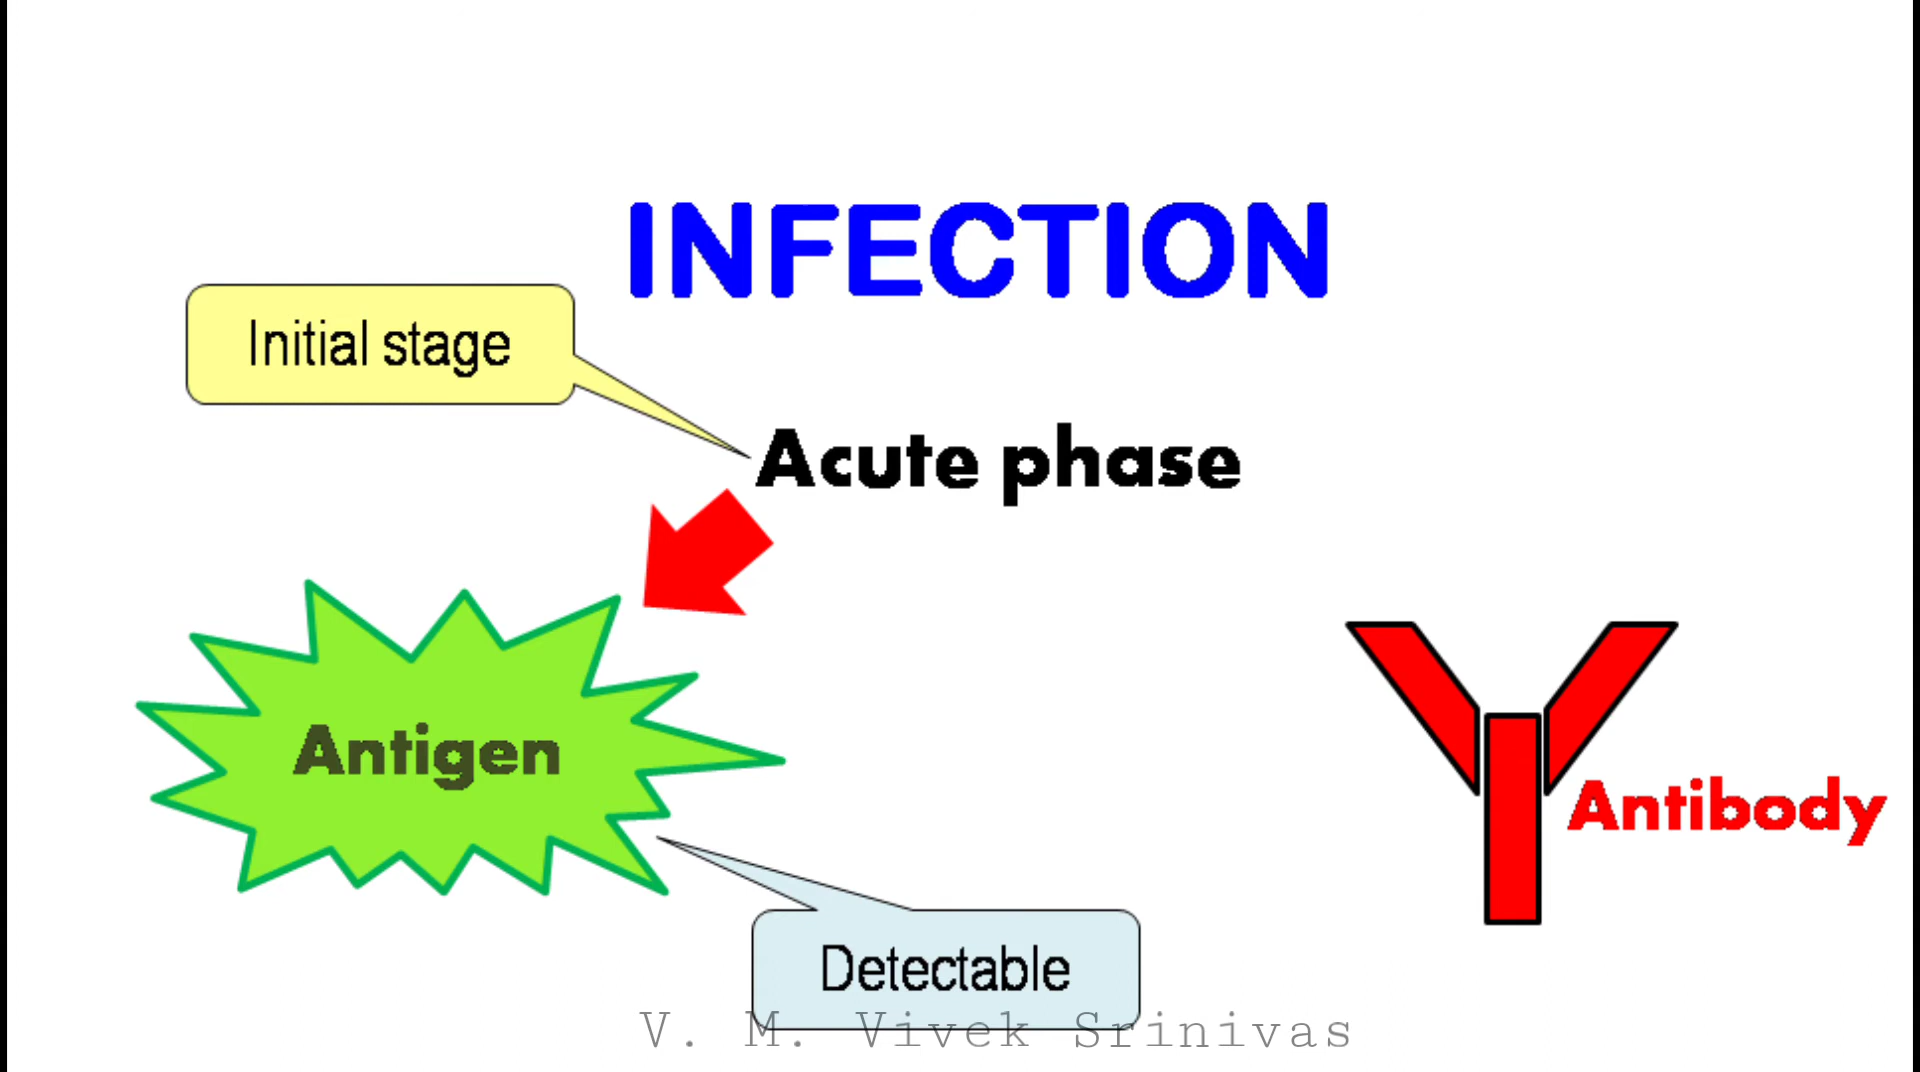 INFECTION
Initial stage
Acute phase
Antigen
Antibody
Detectable
V. M. Vivek Srinivas